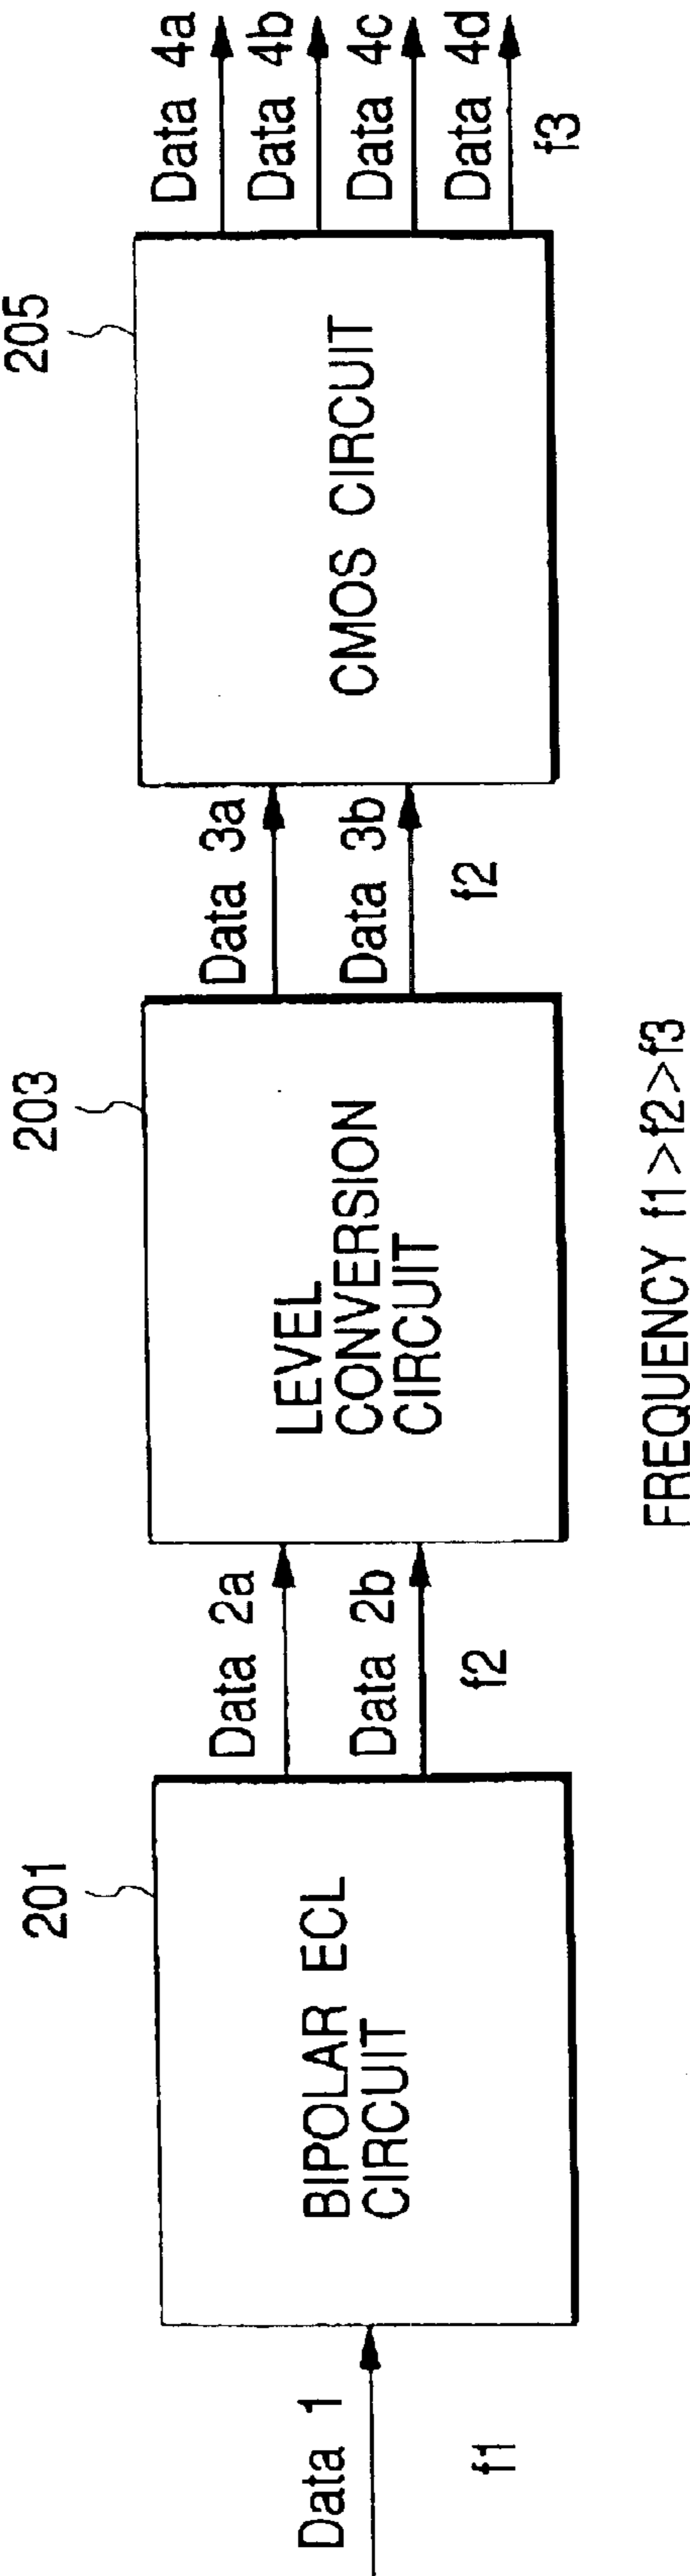 201
203
205
Data 1
f1
BIPOLAR ECL
CIRCUIT
Data 2a
Data 2b
f2
LEVEL
CONVERSION
CIRCUIT
Data 3a
Data 3b
f2
CMOS CIRCUIT
Data 4a
Data 4b
Data 4c
Data 4d
f3
FREQUENCY f1>f2>f3